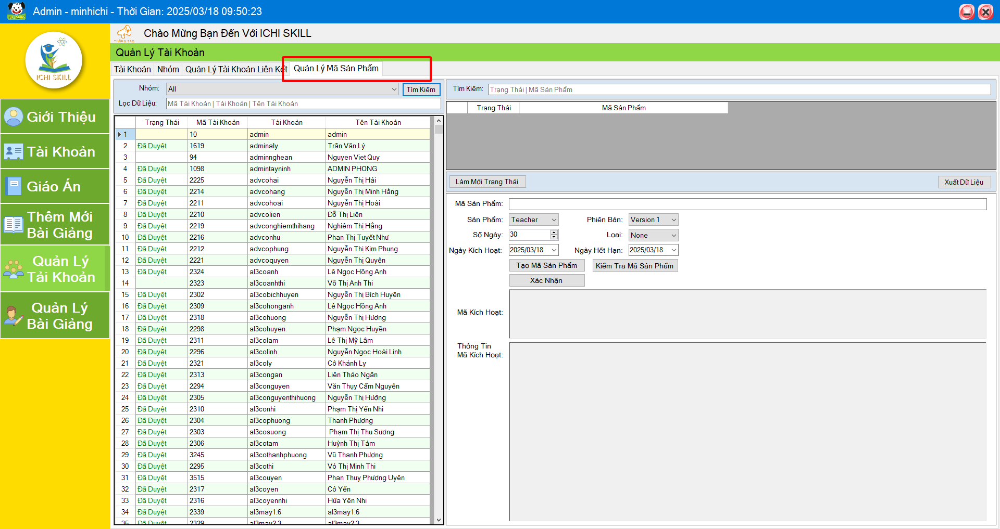 Admin - minhichi - Thời Gian: 2025/03/18 09:50:23
THÔNG BÁO
Chào Mừng Bạn Đến Với ICHI SKILL
ICHI SKILL
Giới Thiệu
Tài Khoản
Giáo Án
Thêm Mới
Bài Giảng
Quản Lý
Tài Khoản
Quản Lý
Bài Giảng
Quản Lý Tài Khoản
Tài Khoản Nhóm Quản Lý Tài Khoản Liên Kết Quản Lý Mã Sản Phẩm
Nhóm: All Tìm Kiếm
Lọc Dữ Liệu: Mã Tài Khoản | Tài Khoản | Tên Tài Khoản
Trạng Thái Mã Tài Khoản Tài Khoản Tên Tài Khoản
1 10 admin admin
2 Đã Duyệt 1619 adminaly Trần Văn Lý
3 94 adminnghean Nguyen Viet Quy
4 Đã Duyệt 1098 admintayninh ADMIN PHONG
5 Đã Duyệt 2225 advcohai Nguyễn Thị Hải
6 Đã Duyệt 2214 advcohang Nguyễn Thị Minh Hằng
7 Đã Duyệt 2211 advcohoai Nguyễn Thị Hoài
8 Đã Duyệt 2210 advcolien Đỗ Thị Liên
9 Đã Duyệt 2219 advconghiemthihang Nghiêm Thị Hằng
10 Đã Duyệt 2216 advconhu Phan Thị Tuyết Như
11 Đã Duyệt 2212 advcophung Nguyễn Thị Kim Phụng
12 Đã Duyệt 2221 advcoquyen Nguyễn Thị Quyên
13 Đã Duyệt 2324 al3coanh Lê Ngọc Hồng Anh
14 2323 al3coanhthi Võ Thị Anh Thi
15 Đã Duyệt 2302 al3cobichhuyen Nguyễn Thị Bích Huyền
16 Đã Duyệt 2309 al3cohonganh Lê Ngọc Hồng Anh
17 Đã Duyệt 2318 al3cohuong Nguyễn Thị Hương
18 Đã Duyệt 2298 al3cohuyen Phạm Ngọc Huyền
19 Đã Duyệt 2311 al3colam Lê Thị Mỹ Lâm
20 Đã Duyệt 2296 al3colinh Nguyễn Ngọc Hoài Linh
21 Đã Duyệt 2321 al3coly Cô Khánh Ly
22 Đã Duyệt 2313 al3congan Liên Thảo Ngân
23 Đã Duyệt 2294 al3conguyen Văn Thụy Cẩm Nguyên
24 Đã Duyệt 2305 al3conguyenthihuong Nguyễn Thị Hưởng
25 Đã Duyệt 2310 al3conhi Phạm Thị Yến Nhi
26 Đã Duyệt 2304 al3cophuong Thanh Phương
27 Đã Duyệt 2303 al3cosuong Phạm Thị Thu Sương
28 Đã Duyệt 2306 al3cotam Huỳnh Thị Tám
29 Đã Duyệt 3245 al3cothanhphuong Vũ Thanh Phương
30 Đã Duyệt 2295 al3cothi Vỏ Thị Minh Thi
31 Đã Duyệt 3515 al3couyen Phan Thuỵ Phương Uyên
32 Đã Duyệt 2317 al3coyen Cô Yến
33 Đã Duyệt 2316 al3coyennhi Hứa Yến Nhi
34 Đã Duyệt 2339 al3may1.6 al3may1.6
35 Đã Duyệt 2329 al3may2.3 al3may2.3
Tìm Kiếm: Trạng Thái | Mã Sản Phẩm
Trạng Thái Mã Sản Phẩm
Làm Mới Trạng Thái Xuất Dữ Liệu
Mã Sản Phẩm:
Sản Phẩm: Teacher Phiên Bản: Version 1
Số Ngày: 30 Loại: None
Ngày Kích Hoạt: 2025/03/18 Ngày Hết Hạn: 2025/03/18
Tạo Mã Sản Phẩm Kiểm Tra Mã Sản Phẩm
Xác Nhận
Mã Kích Hoạt:
Thông Tin
Mã Kích Hoạt: